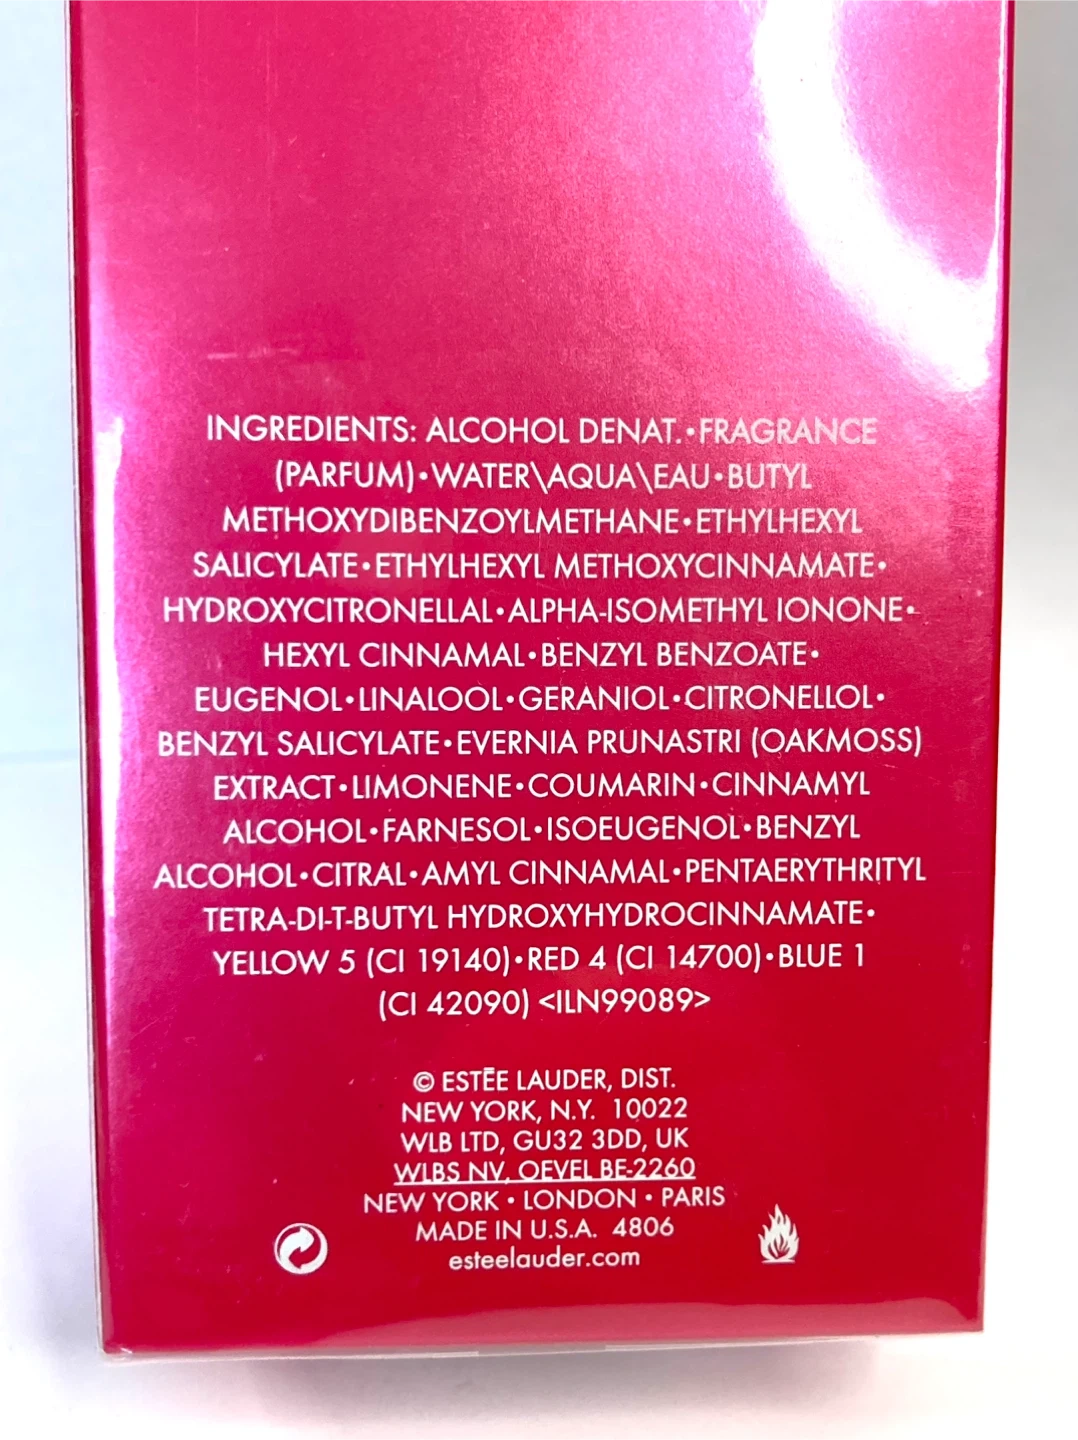 INGREDIENTS: ALCOHOL DENAT.•FRAGRANCE
(PARFUM)•WATER\AQUA\EAU•BUTYL
METHOXYDIBENZOYLMETHANE•ETHYLHEXYL
SALICYLATE•ETHYLHEXYL METHOXYCINNAMATE•
HYDROXYCITRONELLAL•ALPHA-ISOMETHYL IONONE•
HEXYL CINNAMAL•BENZYL BENZOATE•
EUGENOL•LINALOOL•GERANIOL•CITRONELLOL•
BENZYL SALICYLATE•EVERNIA PRUNASTRI (OAKMOSS)
EXTRACT•LIMONENE•COUMARIN•CINNAMYL
ALCOHOL•FARNESOL•ISOEUGENOL•BENZYL
ALCOHOL•CITRAL•AMYL CINNAMAL•PENTAERYTHRITYL
TETRA-DI-T-BUTYL HYDROXYHYDROCINNAMATE•
YELLOW 5 (CI 19140)•RED 4 (CI 14700)•BLUE 1
(CI 42090) <ILN99089>
© ESTĒE LAUDER, DIST.
NEW YORK, N.Y. 10022
WLB LTD, GU32 3DD, UK
WLBS NV, OEVEL BE-2260
NEW YORK • LONDON • PARIS
MADE IN U.S.A. 4806
esteelauder.com